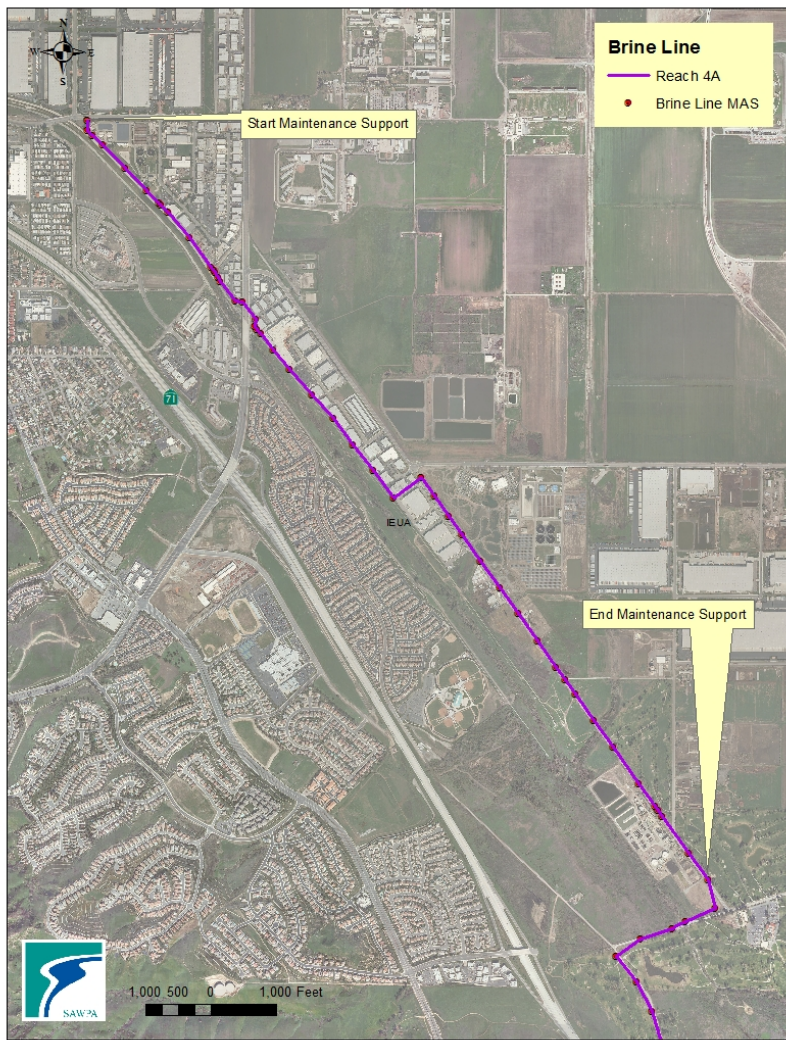 N
W E
S
Brine Line
Reach 4A
Brine Line MAS
Start Maintenance Support
71
IEUA
End Maintenance Support
1,000 500 0 1,000 Feet
SAWPA